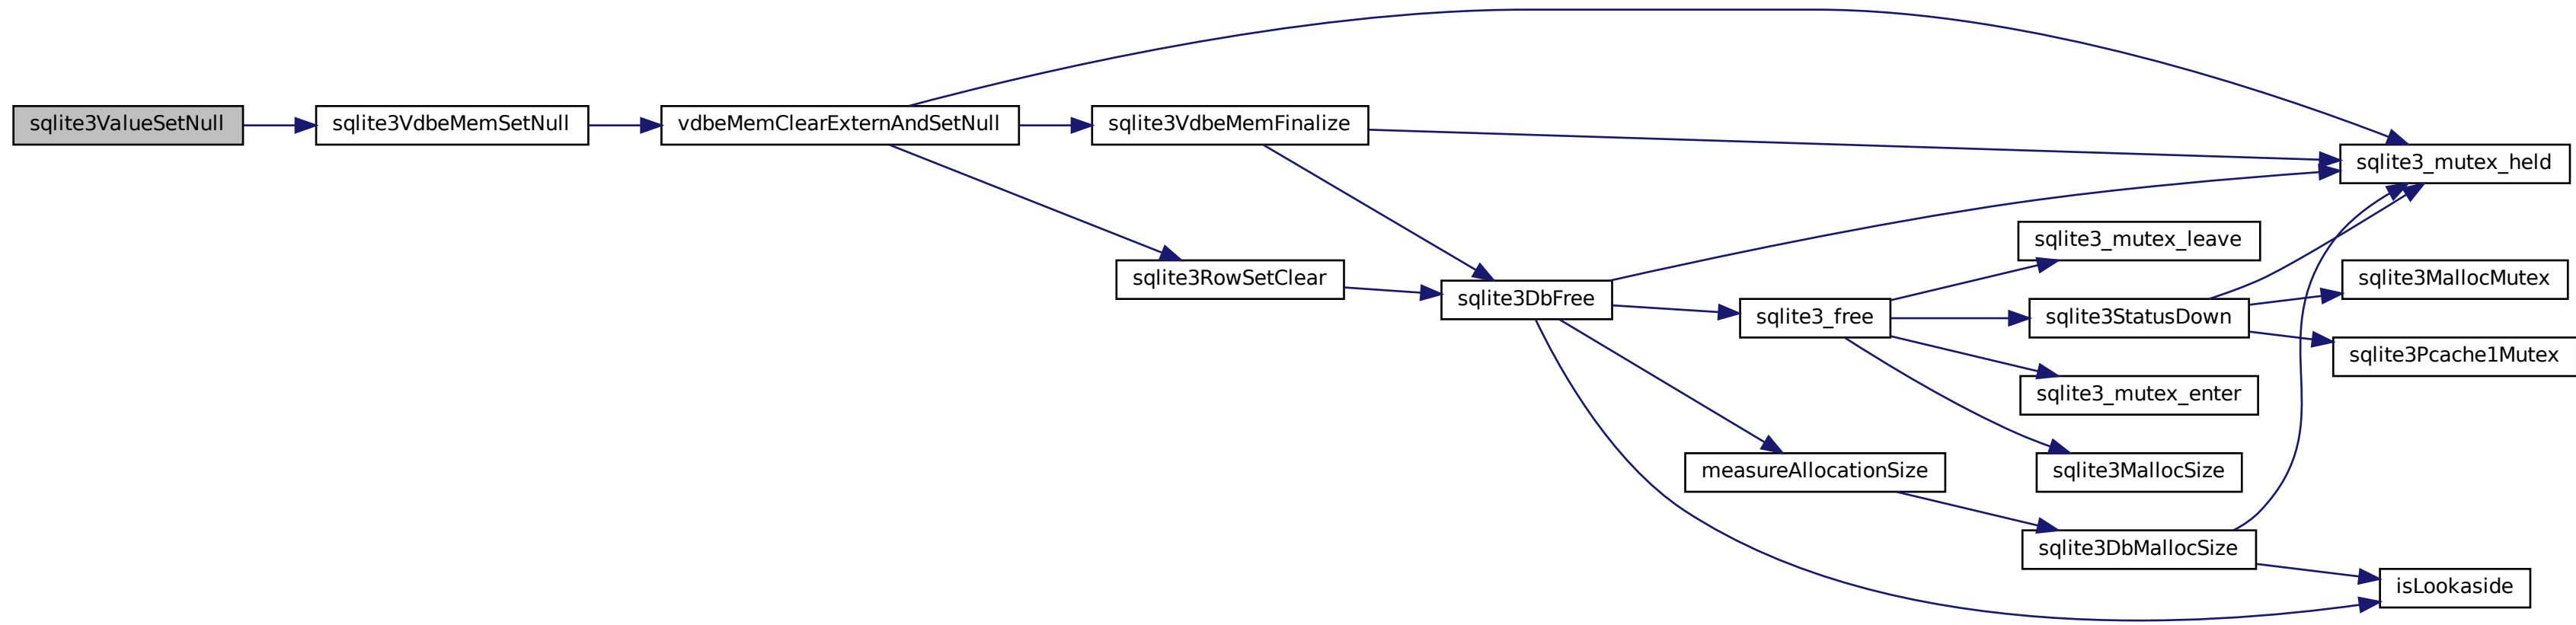 sqlite3ValueSetNull
sqlite3VdbeMemSetNull
vdbeMemClearExternAndSetNull
sqlite3VdbeMemFinalize
sqlite3_mutex_held
sqlite3RowSetClear
sqlite3DbFree
sqlite3_free
sqlite3_mutex_leave
sqlite3StatusDown
sqlite3MallocMutex
sqlite3Pcache1Mutex
sqlite3_mutex_enter
measureAllocationSize
sqlite3MallocSize
sqlite3DbMallocSize
isLookaside